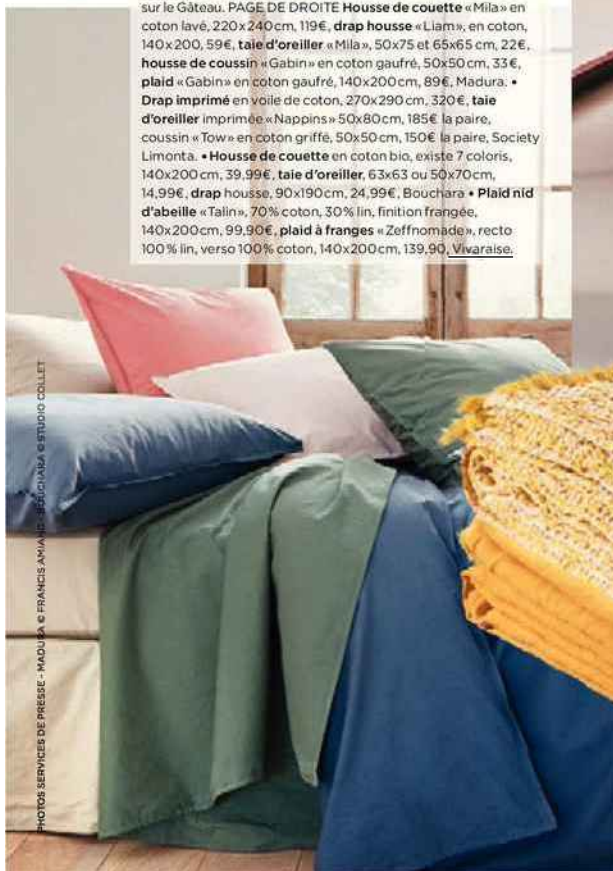 sur le Gâteau. PAGE DE DROITE Housse de couette «Mila» en
coton lavé, 220x240cm, 119€, drap housse «Liam», en coton,
140x200, 59€, taie d'oreiller «Mila», 50x75 et 65x65 cm, 22€,
housse de coussin «Gabin» en coton gaufré, 50x50 cm, 33€,
plaid «Gabin» en coton gaufré, 140x200cm, 89€, Madura. •
Drap imprimé en voile de coton, 270x290cm, 320€, taie
d'oreiller imprimée «Nappins» 50x80cm, 185€ la paire,
coussin «Tow» en coton griffé, 50x50cm, 150€ la paire, Society
Limonta. • Housse de couette en coton bio, existe 7 coloris,
140x200 cm, 39,99€, taie d'oreiller, 63x63 ou 50x70cm,
14,99€, drap housse, 90x190cm, 24,99€, Bouchara • Plaid nid
d'abeille «Talin», 70% coton, 30% lin, finition frangée,
140x200cm, 99,90€, plaid à franges «Zeffnomade», recto
100% lin, verso 100% coton, 140x200cm, 139,90, Vivaraise.
PHOTOS SERVICES DE PRESSE - MADURA © FRANCIS AMIAND - BOUCHARA © STUDIO COLLET